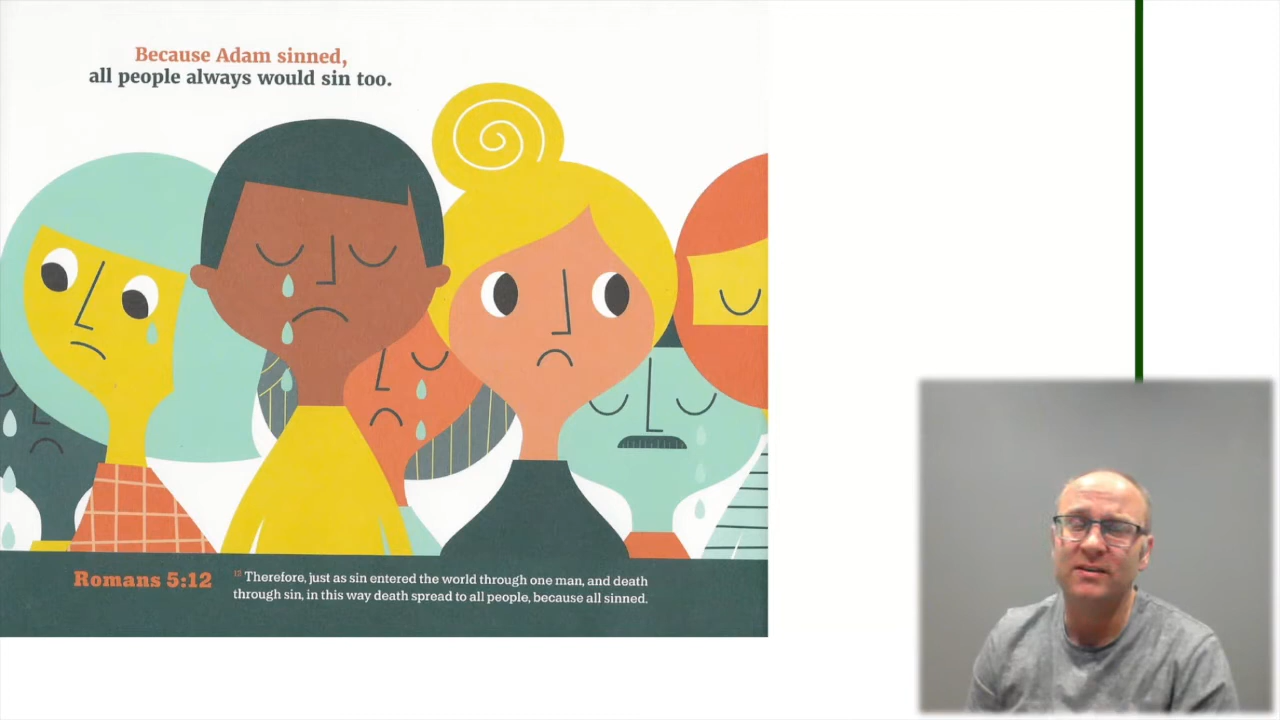 Because Adam sinned,
all people always would sin too.
Romans 5:12
12 Therefore, just as sin entered the world through one man, and death
through sin, in this way death spread to all people, because all sinned.